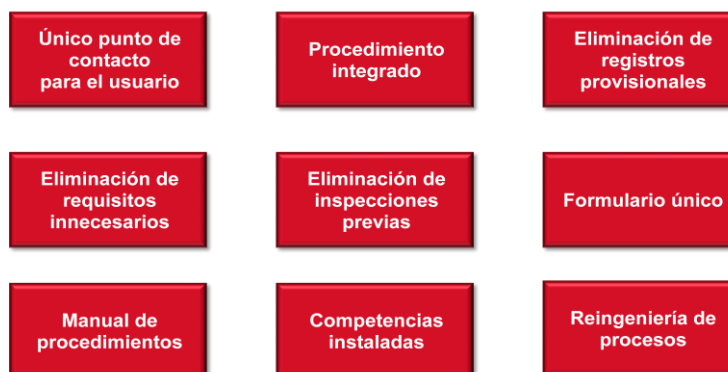 Único punto de
contacto
para el usuario
Procedimiento
integrado
Eliminación de
registros
provisionales
Eliminación de
requisitos
innecesarios
Eliminación de
inspecciones
previas
Formulario único
Manual de
procedimientos
Competencias
instaladas
Reingeniería de
procesos